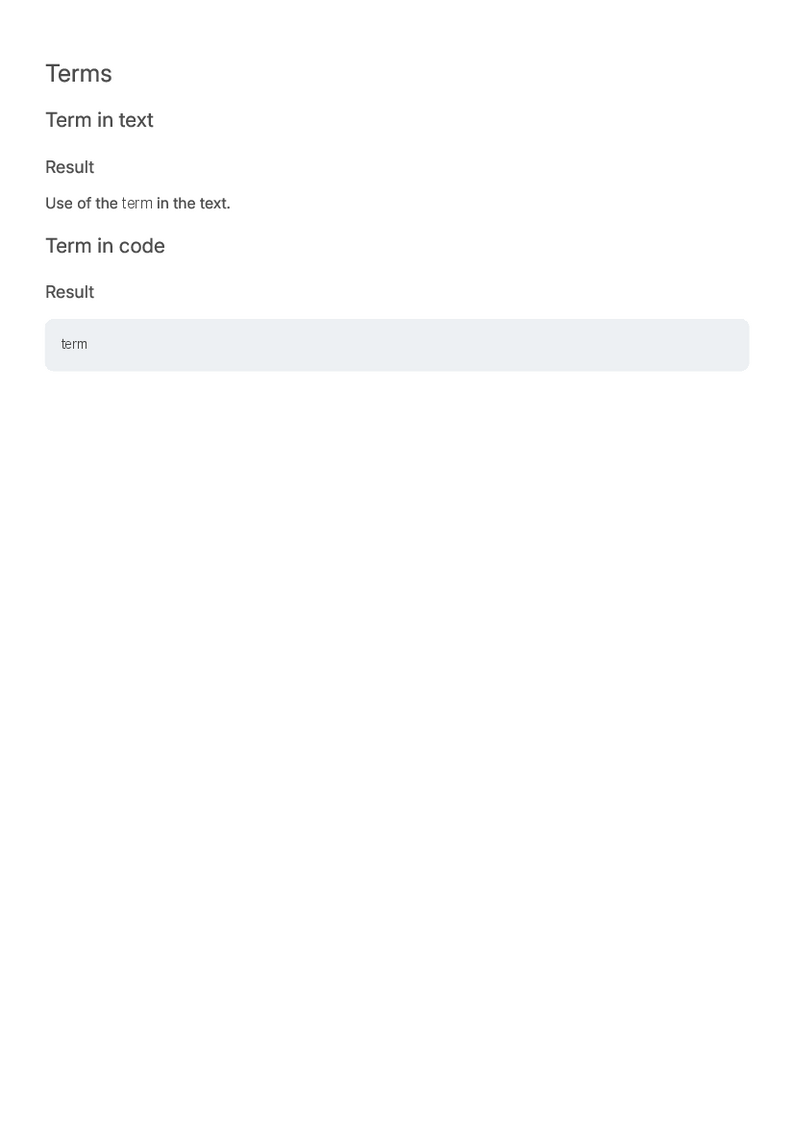 Terms
Term in text
Result
Use of the term in the text.
Term in code
Result
term